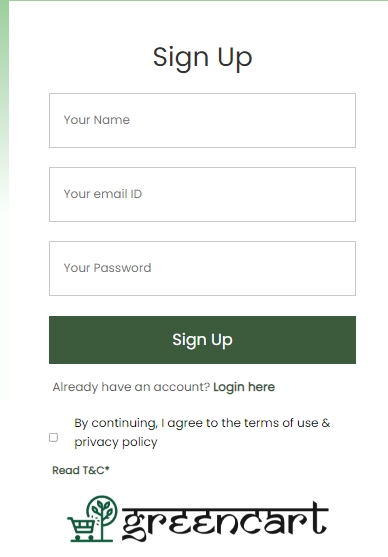 Sign Up
Your Name
Your email ID
Your Password
Sign Up
Already have an account? Login here
By continuing, I agree to the terms of use &
privacy policy
Read T&C*
greencart